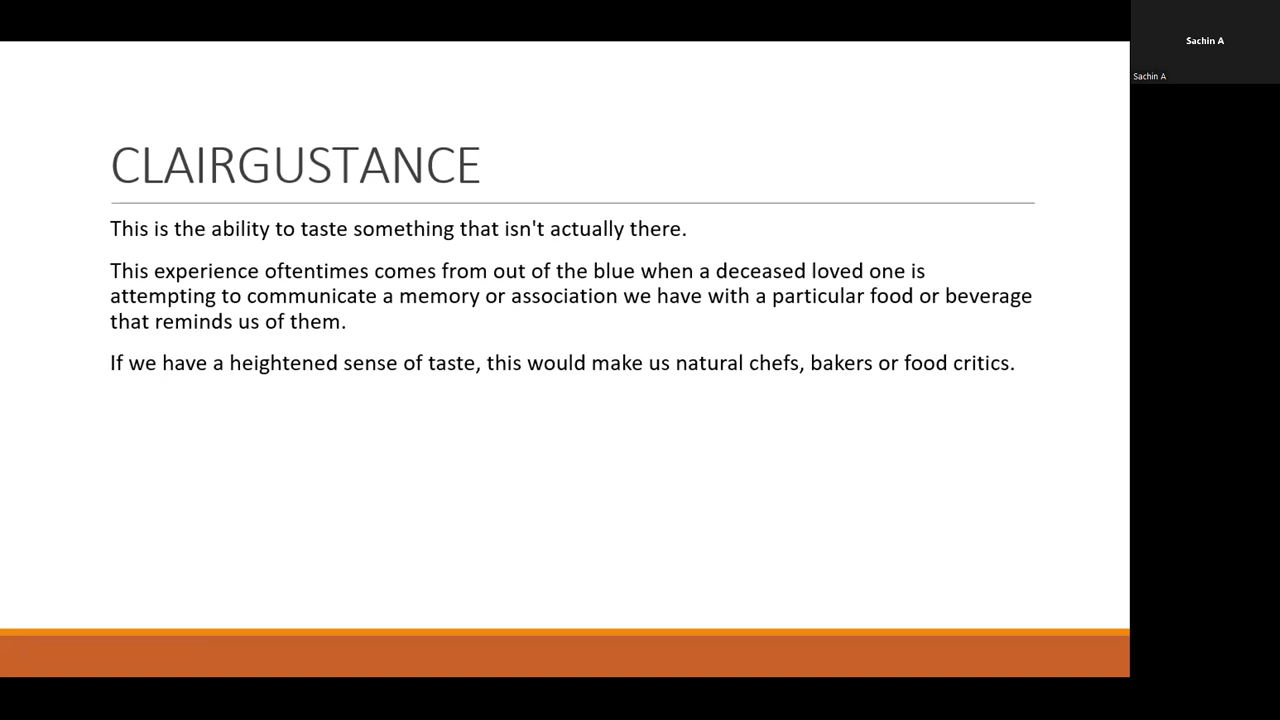 CLAIRGUSTANCE
This is the ability to taste something that isn't actually there.
This experience oftentimes comes from out of the blue when a deceased loved one is
attempting to communicate a memory or association we have with a particular food or beverage
that reminds us of them.
If we have a heightened sense of taste, this would make us natural chefs, bakers or food critics.
Sachin A
Sachin A